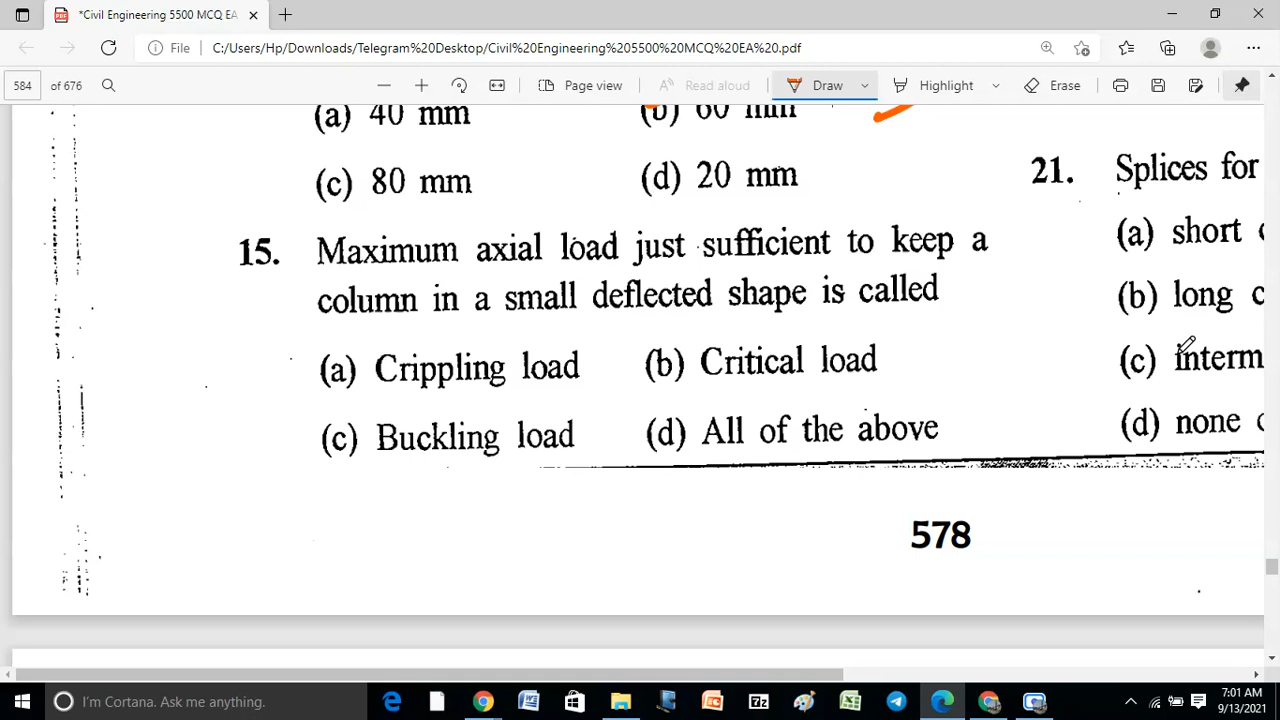 *Civil Engineering 5500 MCQ EA
File C:/Users/Hp/Downloads/Telegram%20Desktop/Civil%20Engineering%205500%20MCQ%20EA%20.pdf
584 of 676 Page view Read aloud Draw Highlight Erase
(a) 40 mm (b) 60 mm
(c) 80 mm (d) 20 mm
15. Maximum axial load just sufficient to keep a
column in a small deflected shape is called
(a) Crippling load (b) Critical load
(c) Buckling load (d) All of the above
21. Splices for
(a) short
(b) long
(c) interm
(d) none
578
I'm Cortana. Ask me anything.
7:01 AM
9/13/2021